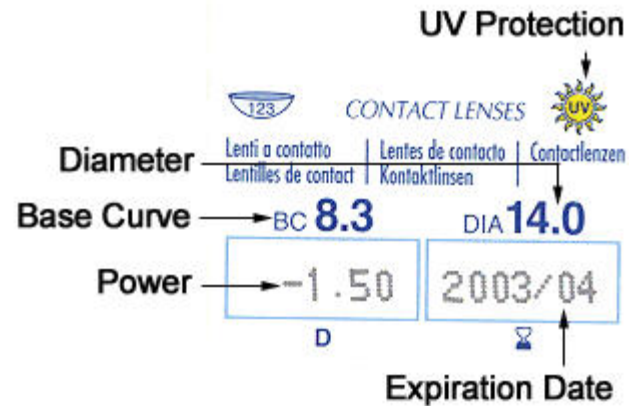 UV Protection
UV
123
CONTACT LENSES
Diameter
Lenti a contatto | Lentes de contacto | Contactlenzen
Lentilles de contact | Kontaktlinsen
Base Curve
BC 8.3
DIA 14.0
Power
-1.50
2003/04
D
Expiration Date